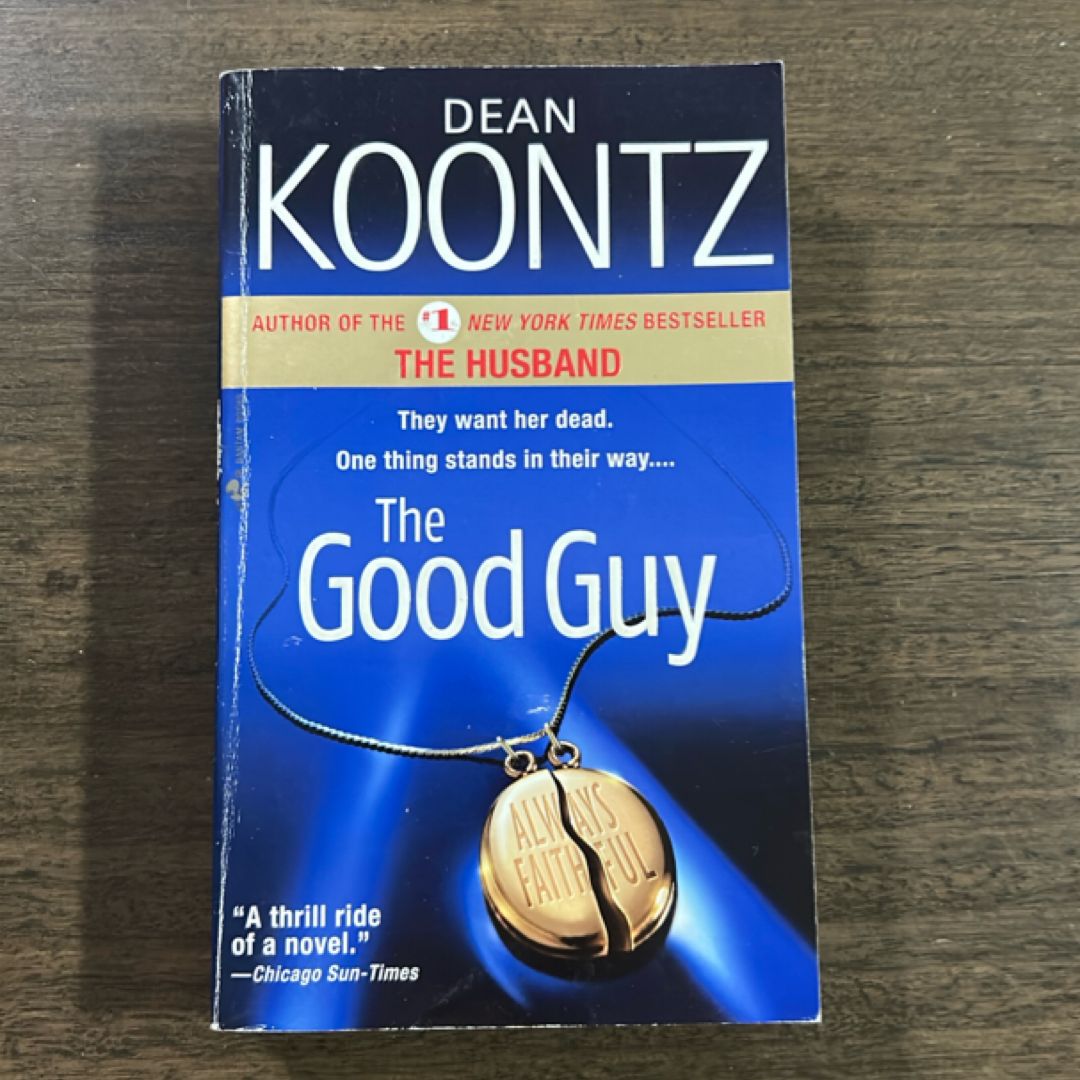 DEAN
KOONTZ
AUTHOR OF THE #1 NEW YORK TIMES BESTSELLER
THE HUSBAND
They want her dead.
One thing stands in their way....
The
Good Guy
ALWAYS
FAITHFUL
“A thrill ride
of a novel.”
—Chicago Sun-Times